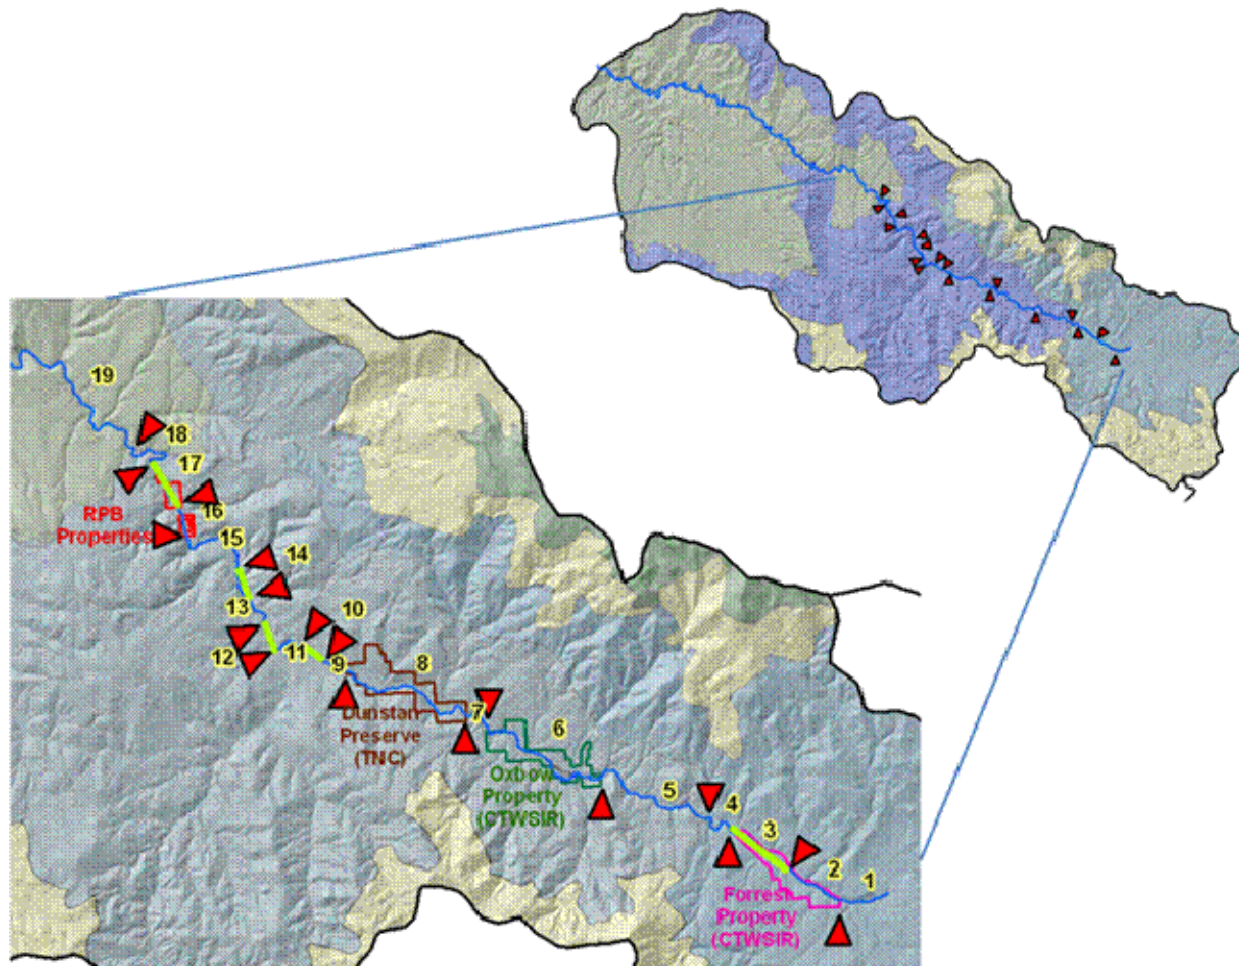 19
18
17
RPB
Properties
16
15
14
13
12
11
10
9
8
Dunstan
Preserve
(TNC)
7
6
Oxbow
Property
(CTWSIR)
5
4
3
2
1
Forrest
Property
(CTWSIR)